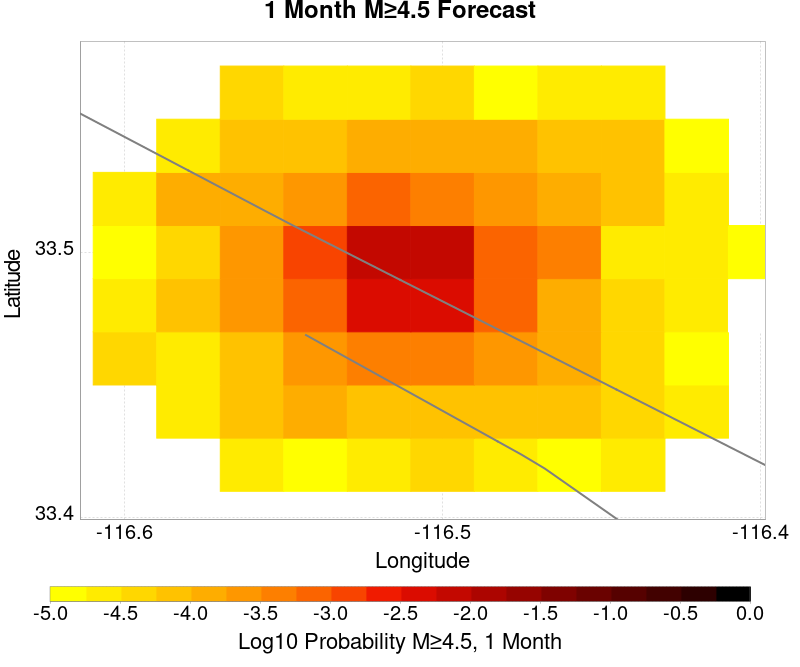 1 Month M≥4.5 Forecast
Latitude
33.5
33.4
-116.6 -116.5 -116.4
Longitude
-5.0 -4.5 -4.0 -3.5 -3.0 -2.5 -2.0 -1.5 -1.0 -0.5 0.0
Log10 Probability M≥4.5, 1 Month